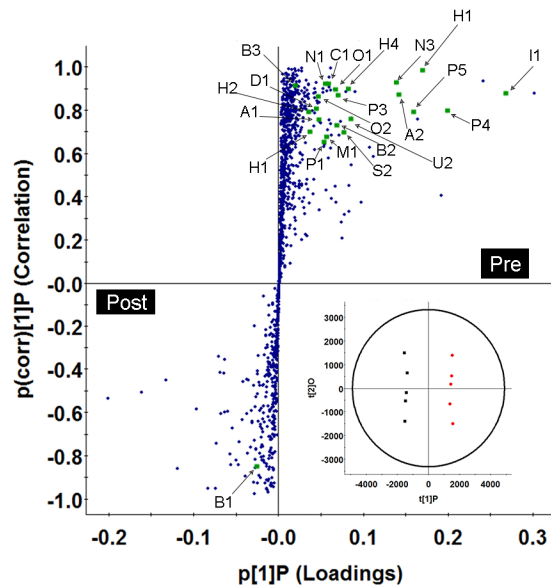 H1
B3
N1 C1 O1 H4 N3
D1 P5 I1
H2
A1 P3 A2 P4
O2
H1 B2 U2
P1 M1 S2
1.0
0.8
0.6
0.4
0.2
-0.0
-0.2
-0.4
-0.6
-0.8
-1.0
p(corr)[1]P (Correlation)
Pre
Post
3000
2000
1000
0
-1000
-2000
-3000
t[2]O
-4000 -2000 0 2000 4000
t[1]P
B1
-0.2 -0.1 -0.0 0.1 0.2 0.3
p[1]P (Loadings)